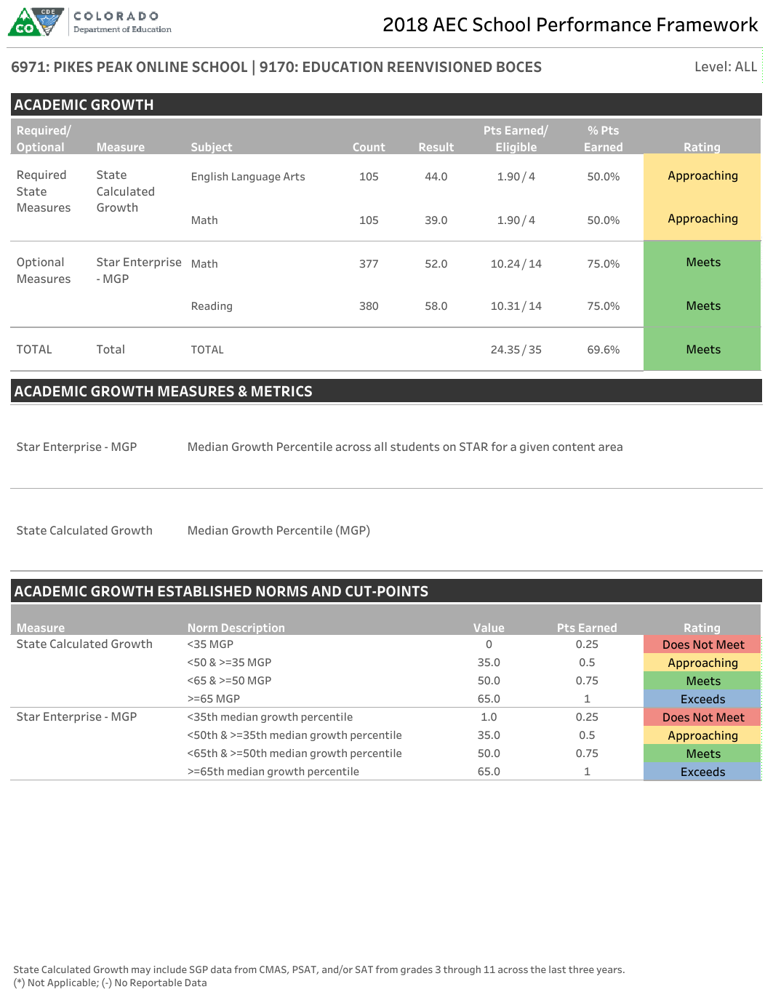 CO
CDE
COLORADO
Department of Education
2018 AEC School Performance Framework
6971: PIKES PEAK ONLINE SCHOOL | 9170: EDUCATION REENVISIONED BOCES Level: ALL
ACADEMIC GROWTH
Required/ Optional Measure Subject Count Result Pts Earned/ Eligible % Pts Earned Rating
Required State Measures State Calculated Growth English Language Arts 105 44.0 1.90 / 4 50.0% Approaching
Math 105 39.0 1.90 / 4 50.0% Approaching
Optional Measures Star Enterprise - MGP Math 377 52.0 10.24 / 14 75.0% Meets
Reading 380 58.0 10.31 / 14 75.0% Meets
TOTAL Total TOTAL 24.35 / 35 69.6% Meets
ACADEMIC GROWTH MEASURES & METRICS
Star Enterprise - MGP Median Growth Percentile across all students on STAR for a given content area
State Calculated Growth Median Growth Percentile (MGP)
ACADEMIC GROWTH ESTABLISHED NORMS AND CUT-POINTS
Measure Norm Description Value Pts Earned Rating
State Calculated Growth <35 MGP 0 0.25 Does Not Meet
<50 & >=35 MGP 35.0 0.5 Approaching
<65 & >=50 MGP 50.0 0.75 Meets
>=65 MGP 65.0 1 Exceeds
Star Enterprise - MGP <35th median growth percentile 1.0 0.25 Does Not Meet
<50th & >=35th median growth percentile 35.0 0.5 Approaching
<65th & >=50th median growth percentile 50.0 0.75 Meets
>=65th median growth percentile 65.0 1 Exceeds
State Calculated Growth may include SGP data from CMAS, PSAT, and/or SAT from grades 3 through 11 across the last three years.
(*) Not Applicable; (-) No Reportable Data